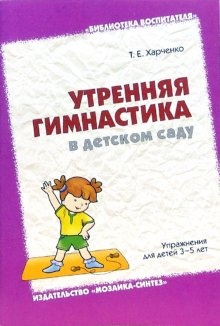 "БИБЛИОТЕКА ВОСПИТАТЕЛЯ"
Т. Е. Харченко
УТРЕННЯЯ
ГИМНАСТИКА
в детском саду
Упражнения
для детей 3–5 лет
ИЗДАТЕЛЬСТВО «МОЗАИКА-СИНТЕЗ»